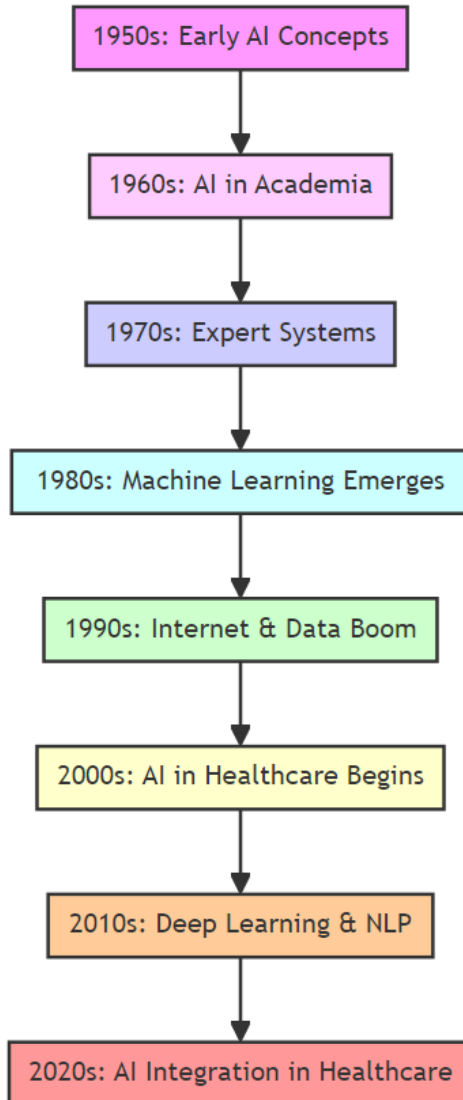 1950s: Early AI Concepts
1960s: AI in Academia
1970s: Expert Systems
1980s: Machine Learning Emerges
1990s: Internet & Data Boom
2000s: AI in Healthcare Begins
2010s: Deep Learning & NLP
2020s: AI Integration in Healthcare